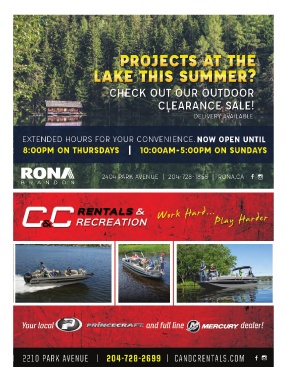 PROJECTS AT THE
LAKE THIS SUMMER?
CHECK OUT OUR OUTDOOR
CLEARANCE SALE!
DELIVERY AVAILABLE
EXTENDED HOURS FOR YOUR CONVENIENCE. NOW OPEN UNTIL
8:00PM ON THURSDAYS | 10:00AM-5:00PM ON SUNDAYS
RONA
BRANDON
2404 PARK AVENUE | 204-728-1358 | RONA.CA
C&C RENTALS &
RECREATION
Work Hard...
Play Harder
Your local PRINCECRAFT and full line MERCURY dealer!
2210 PARK AVENUE | 204-728-2699 | CANDCRENTALS.COM